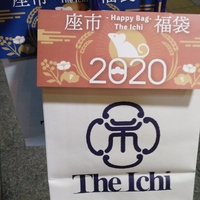 座市 - Happy Bag - 福袋
The Ichi
2020
The Ichi